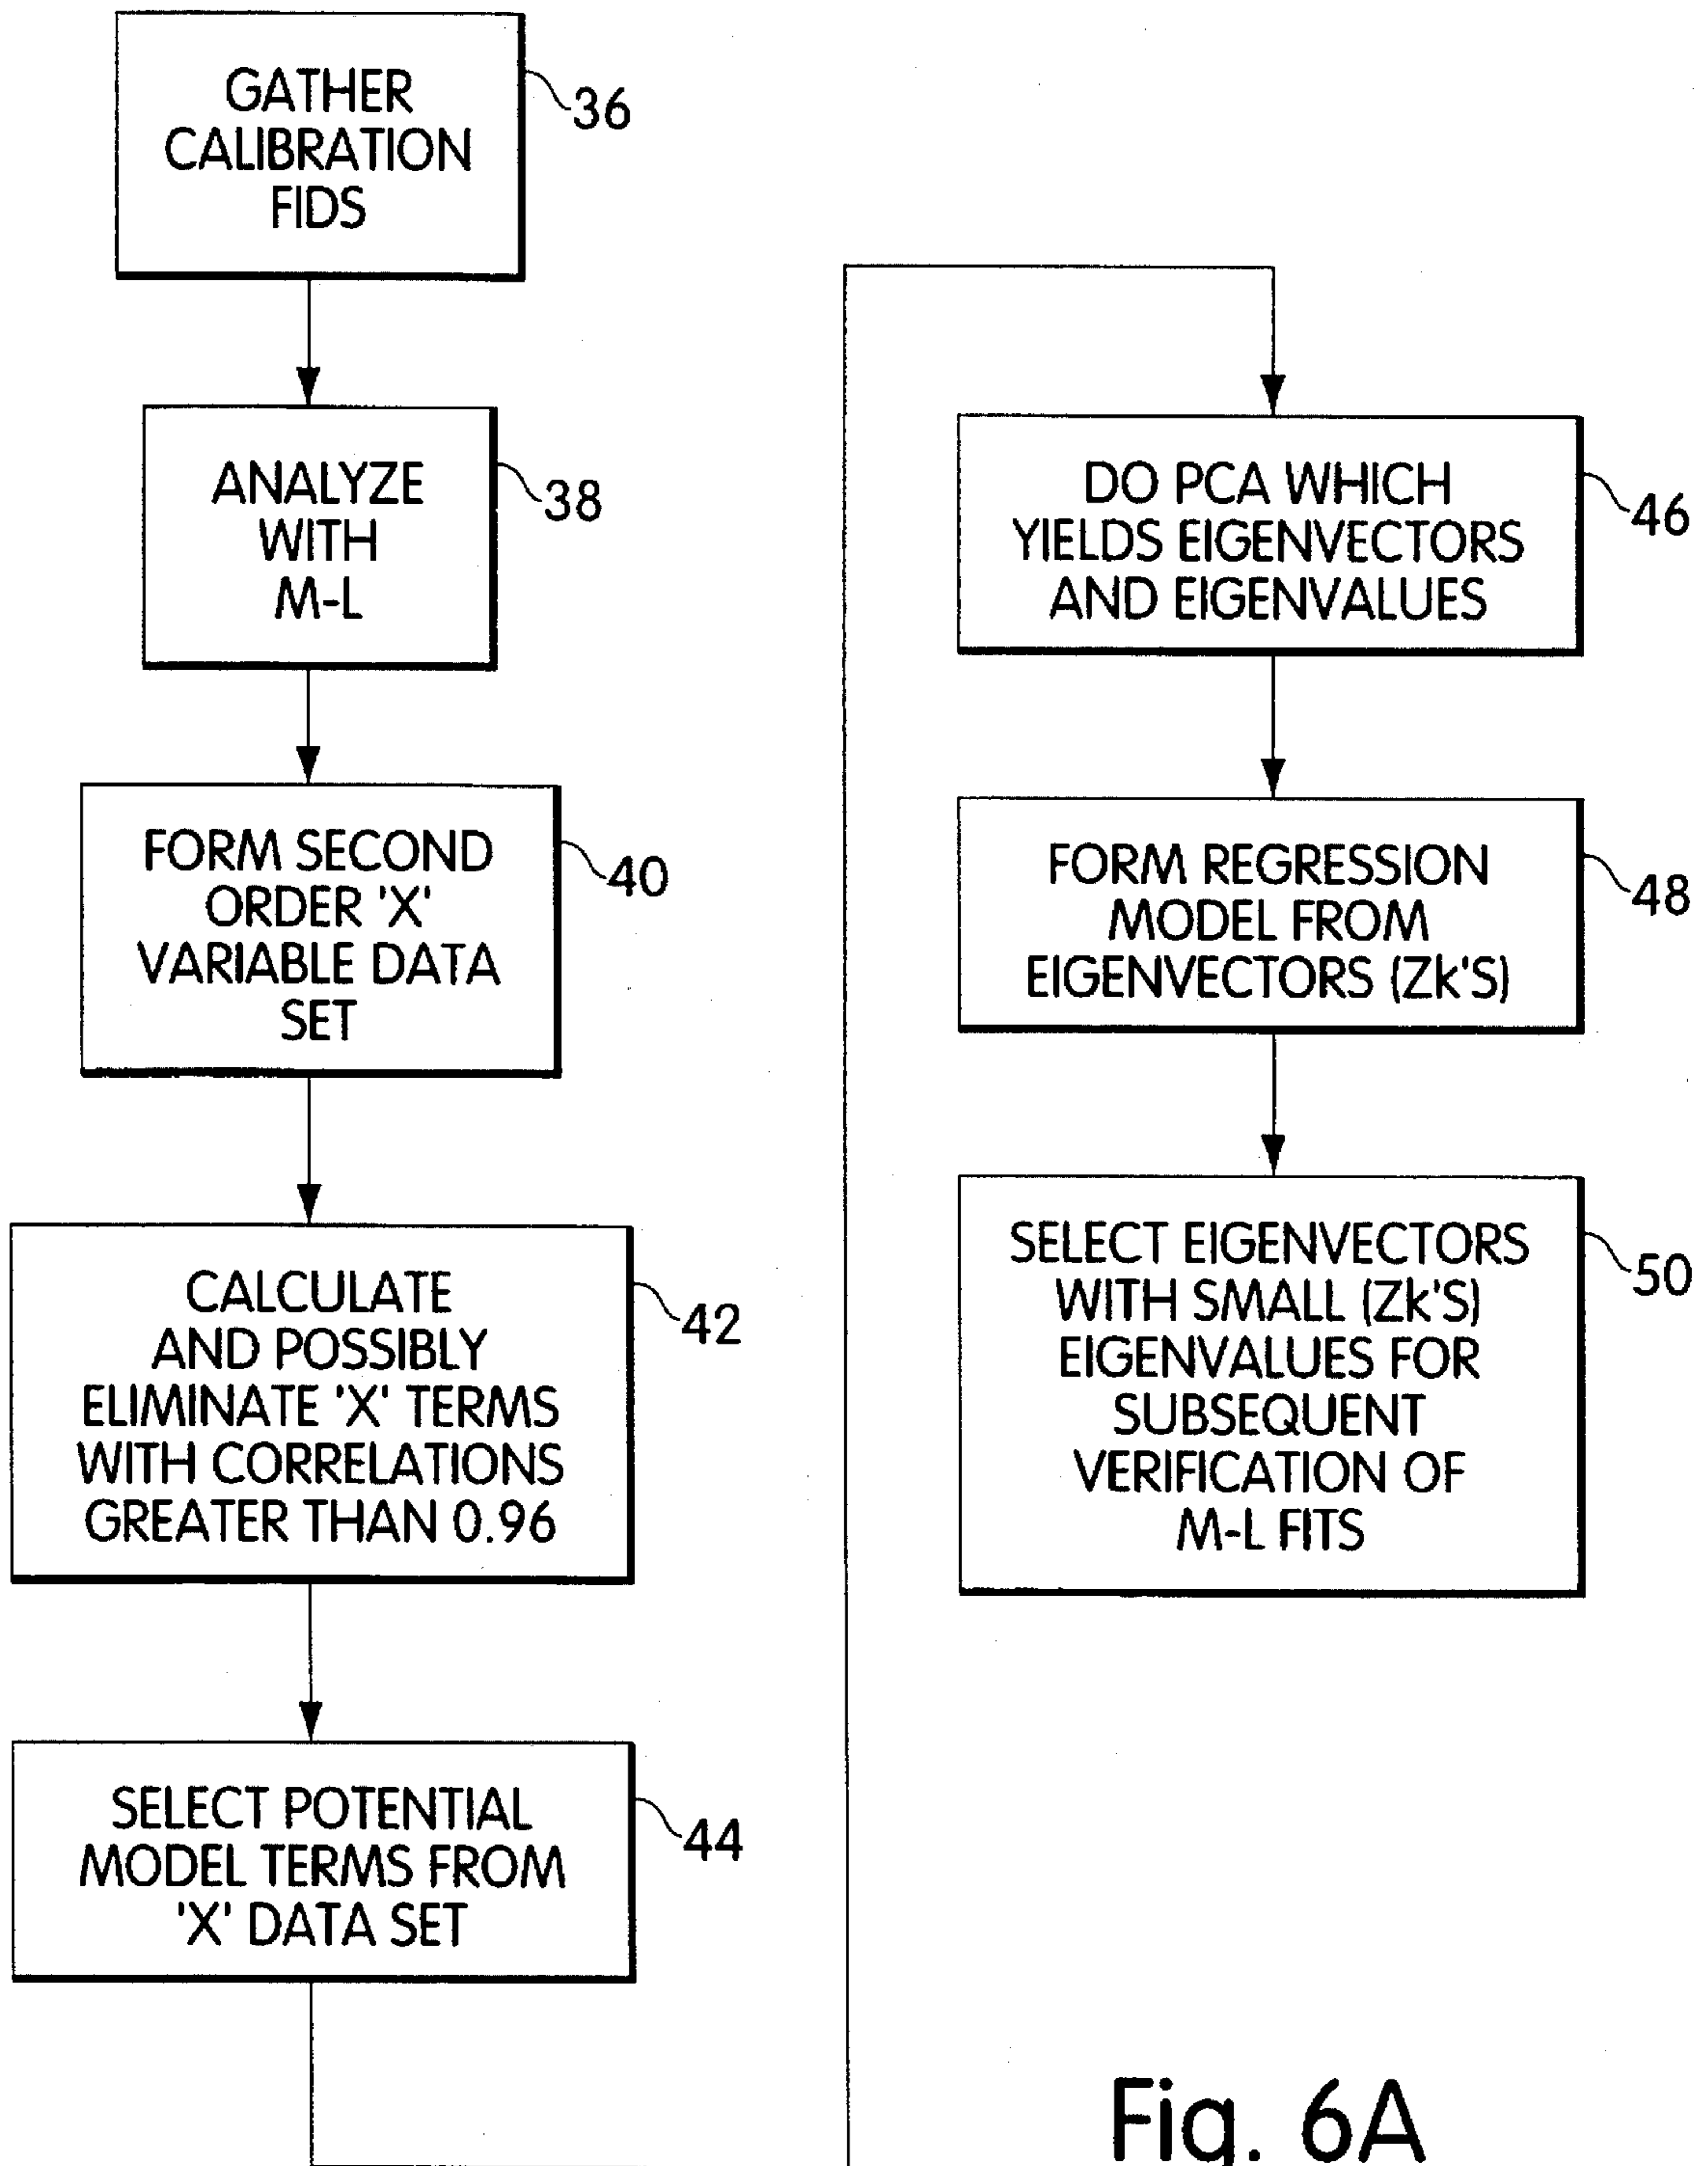 GATHER
CALIBRATION
FIDS
36
ANALYZE
WITH
M-L
38
FORM SECOND
ORDER 'X'
VARIABLE DATA
SET
40
CALCULATE
AND POSSIBLY
ELIMINATE 'X' TERMS
WITH CORRELATIONS
GREATER THAN 0.96
42
SELECT POTENTIAL
MODEL TERMS FROM
'X' DATA SET
44
DO PCA WHICH
YIELDS EIGENVECTORS
AND EIGENVALUES
46
FORM REGRESSION
MODEL FROM
EIGENVECTORS (Zk'S)
48
SELECT EIGENVECTORS
WITH SMALL (Zk'S)
EIGENVALUES FOR
SUBSEQUENT
VERIFICATION OF
M-L FITS
50
Fig. 6A